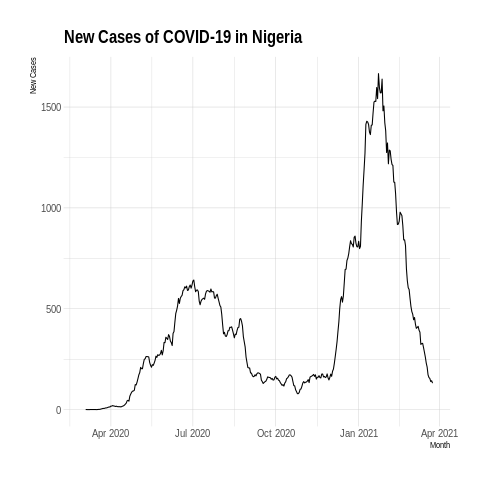 New Cases of COVID-19 in Nigeria
New Cases
1500
1000
500
0
Apr 2020 Jul 2020 Oct 2020 Jan 2021 Apr 2021
Month